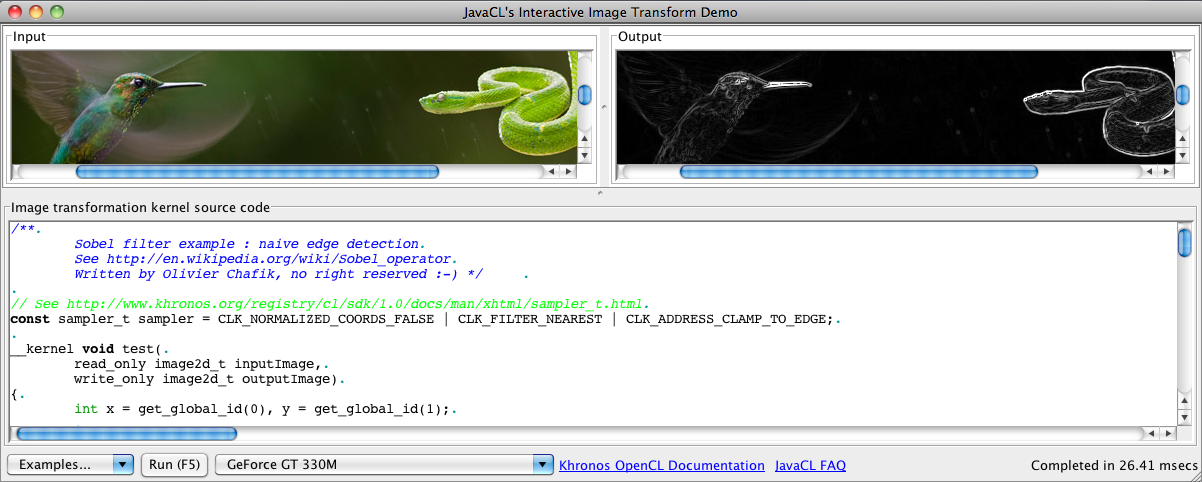 JavaCL's Interactive Image Transform Demo
Input
Output
Image transformation kernel source code
/**.
Sobel filter example : naive edge detection.
See http://en.wikipedia.org/wiki/Sobel_operator.
Written by Olivier Chafik, no right reserved :-) */ .
.
// See http://www.khronos.org/registry/cl/sdk/1.0/docs/man/xhtml/sampler_t.html.
const sampler_t sampler = CLK_NORMALIZED_COORDS_FALSE | CLK_FILTER_NEAREST | CLK_ADDRESS_CLAMP_TO_EDGE;.
.
__kernel void test(.
read_only image2d_t inputImage,.
write_only image2d_t outputImage).
{.
int x = get_global_id(0), y = get_global_id(1);.
Examples... Run (F5) GeForce GT 330M Khronos OpenCL Documentation JavaCL FAQ Completed in 26.41 msecs